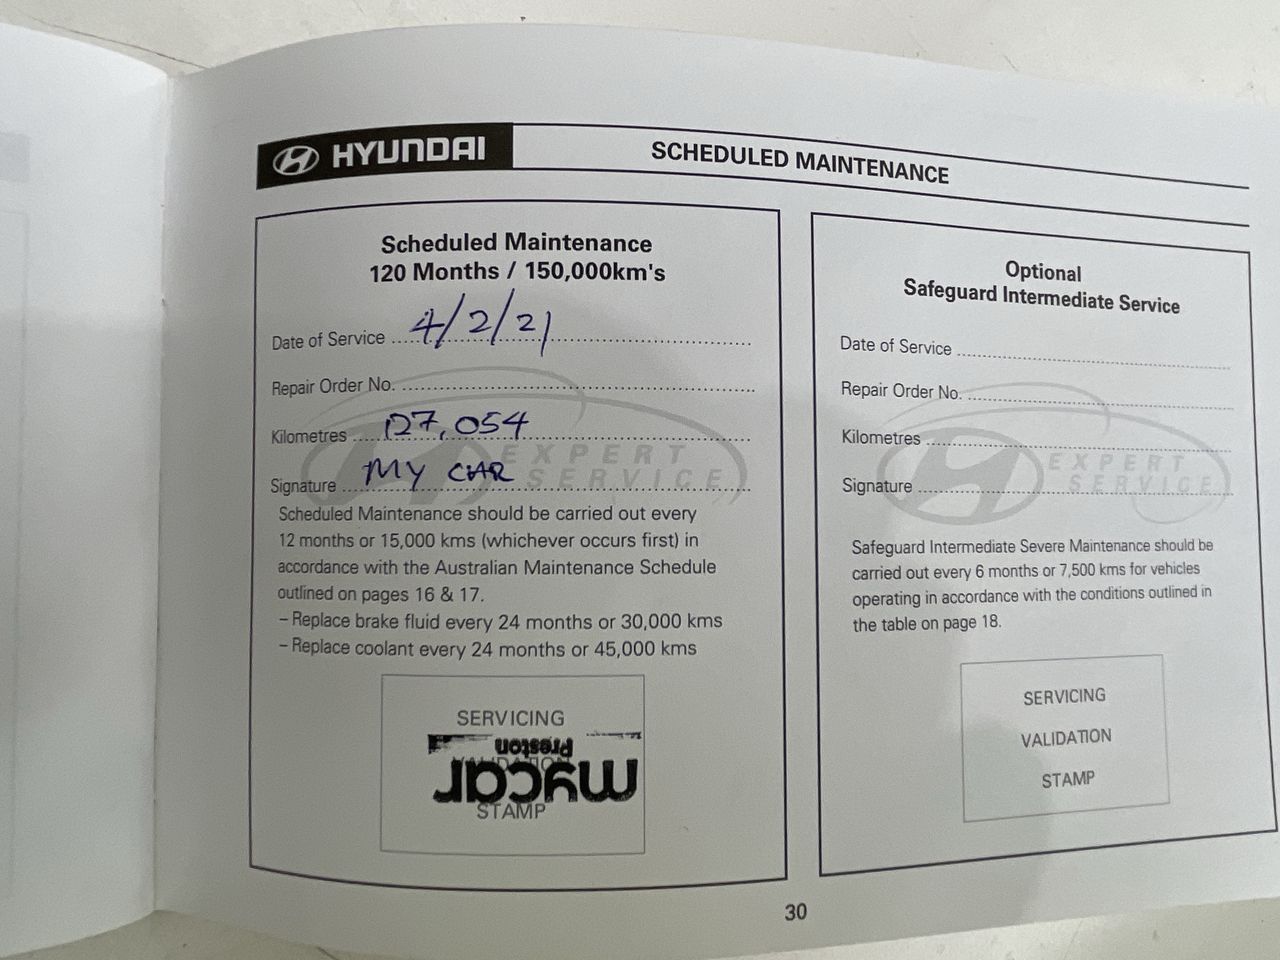 HYUNDAI
SCHEDULED MAINTENANCE
Scheduled Maintenance
120 Months / 150,000km's
Date of Service 4/2/21
Repair Order No.
Kilometres 127,054
Signature MY CAR
EXPERT
SERVICE
Scheduled Maintenance should be carried out every
12 months or 15,000 kms (whichever occurs first) in
accordance with the Australian Maintenance Schedule
outlined on pages 16 & 17.
– Replace brake fluid every 24 months or 30,000 kms
– Replace coolant every 24 months or 45,000 kms
SERVICING
VALIDATION
STAMP
mycar
Preston
Optional
Safeguard Intermediate Service
Date of Service
Repair Order No.
Kilometres
Signature
EXPERT
SERVICE
Safeguard Intermediate Severe Maintenance should be
carried out every 6 months or 7,500 kms for vehicles
operating in accordance with the conditions outlined in
the table on page 18.
SERVICING
VALIDATION
STAMP
30